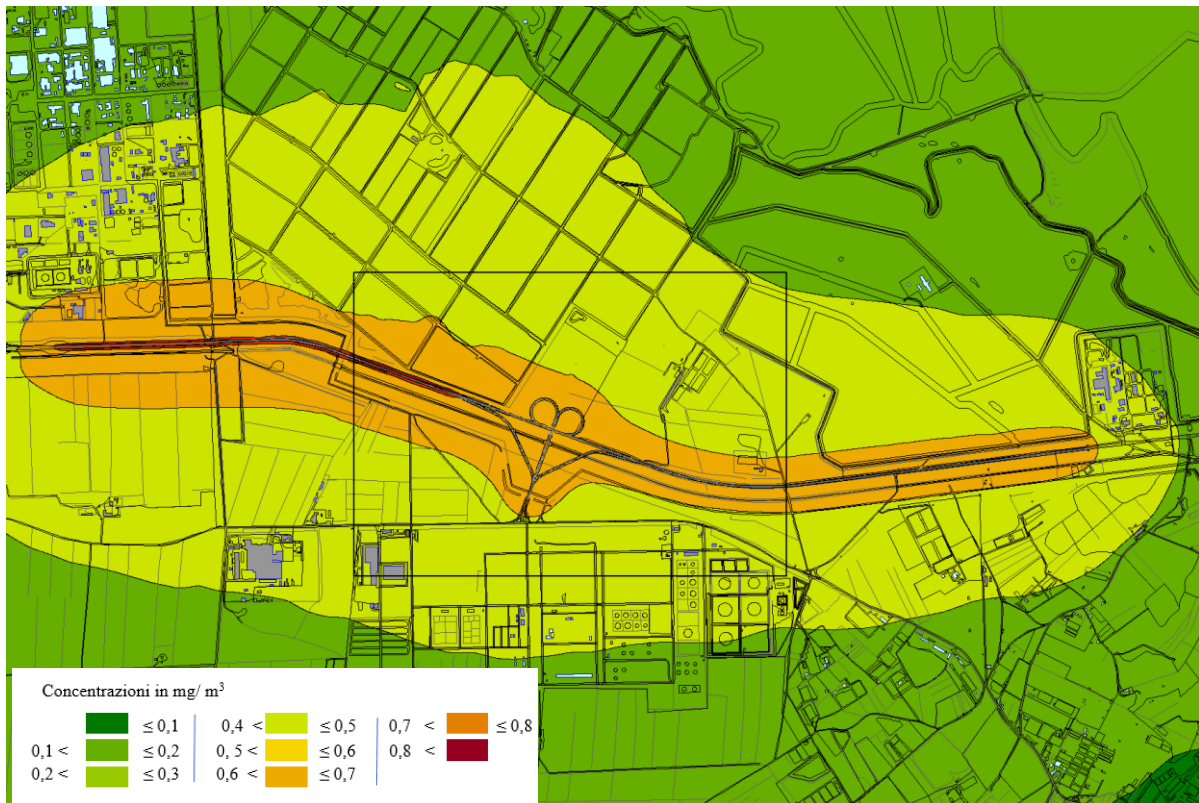 Concentrazioni in mg/ m³
≤ 0,1 0,4 < ≤ 0,5 0,7 < ≤ 0,8
0,1 < ≤ 0,2 0, 5 < ≤ 0,6 0,8 <
0,2 < ≤ 0,3 0,6 < ≤ 0,7